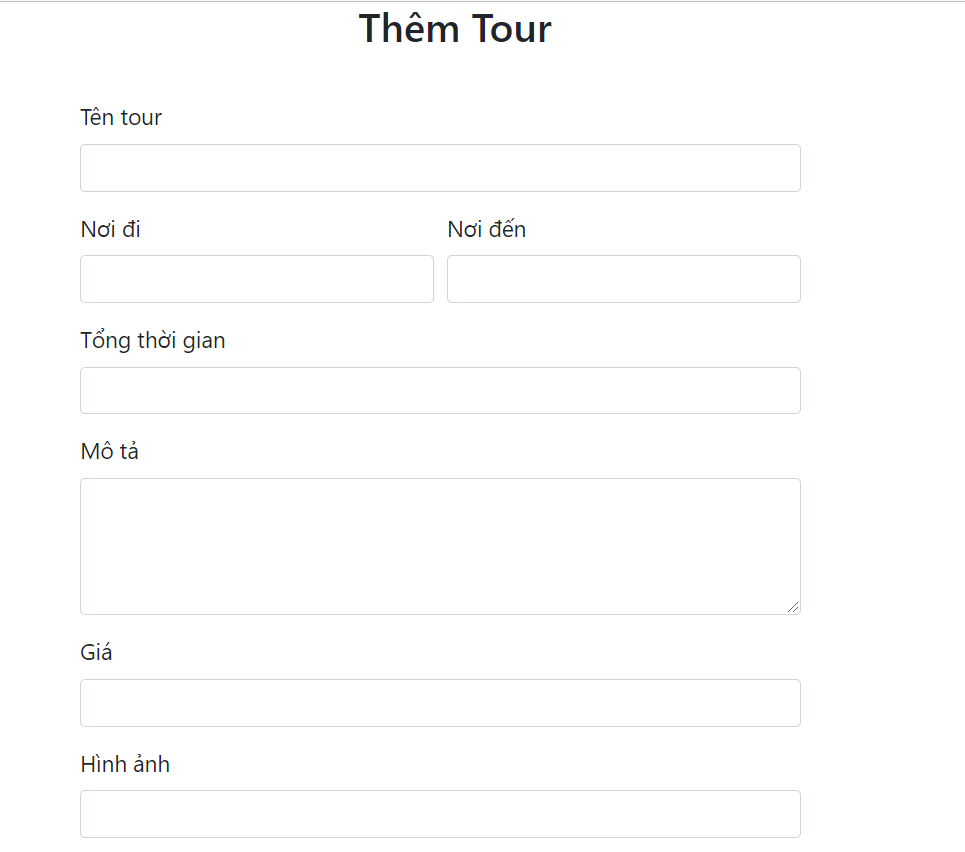 Thêm Tour
Tên tour
Nơi đi
Nơi đến
Tổng thời gian
Mô tả
Giá
Hình ảnh